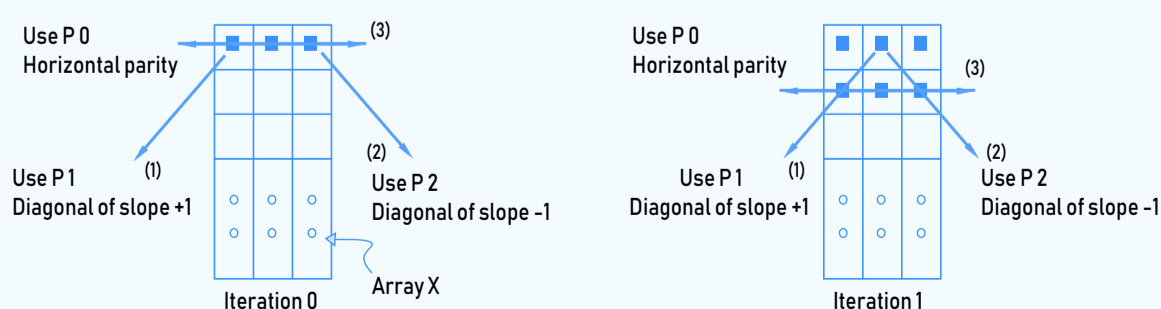 Use P 0
Horizontal parity
(3)
(1)
(2)
Use P 1
Diagonal of slope +1
Use P 2
Diagonal of slope -1
Array X
Iteration 0
Use P 0
Horizontal parity
(3)
(1)
(2)
Use P 1
Diagonal of slope +1
Use P 2
Diagonal of slope -1
Iteration 1